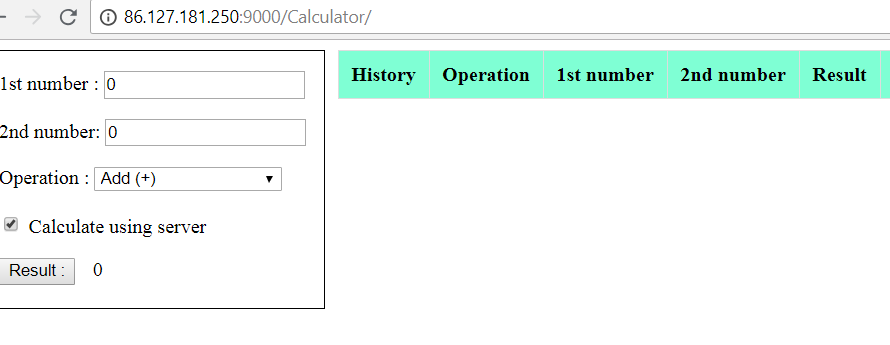 86.127.181.250:9000/Calculator/
1st number : 0
2nd number: 0
Operation : Add (+)
Calculate using server
Result : 0
History Operation 1st number 2nd number Result